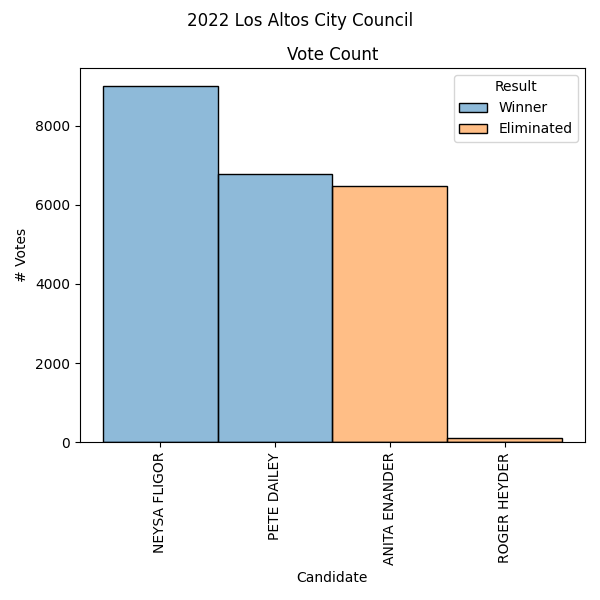 2022 Los Altos City Council
Vote Count
Result
Winner
Eliminated
# Votes
8000
6000
4000
2000
0
NEYSA FLIGOR
PETE DAILEY
ANITA ENANDER
ROGER HEYDER
Candidate